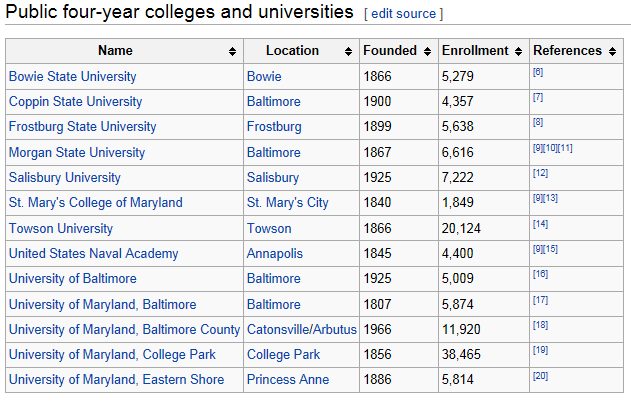 Public four-year colleges and universities [ edit source ]
Name Location Founded Enrollment References
Bowie State University Bowie 1866 5,279 [6]
Coppin State University Baltimore 1900 4,357 [7]
Frostburg State University Frostburg 1899 5,638 [8]
Morgan State University Baltimore 1867 6,616 [9][10][11]
Salisbury University Salisbury 1925 7,222 [12]
St. Mary's College of Maryland St. Mary's City 1840 1,849 [9][13]
Towson University Towson 1866 20,124 [14]
United States Naval Academy Annapolis 1845 4,400 [9][15]
University of Baltimore Baltimore 1925 5,009 [16]
University of Maryland, Baltimore Baltimore 1807 5,874 [17]
University of Maryland, Baltimore County Catonsville/Arbutus 1966 11,920 [18]
University of Maryland, College Park College Park 1856 38,465 [19]
University of Maryland, Eastern Shore Princess Anne 1886 5,814 [20]